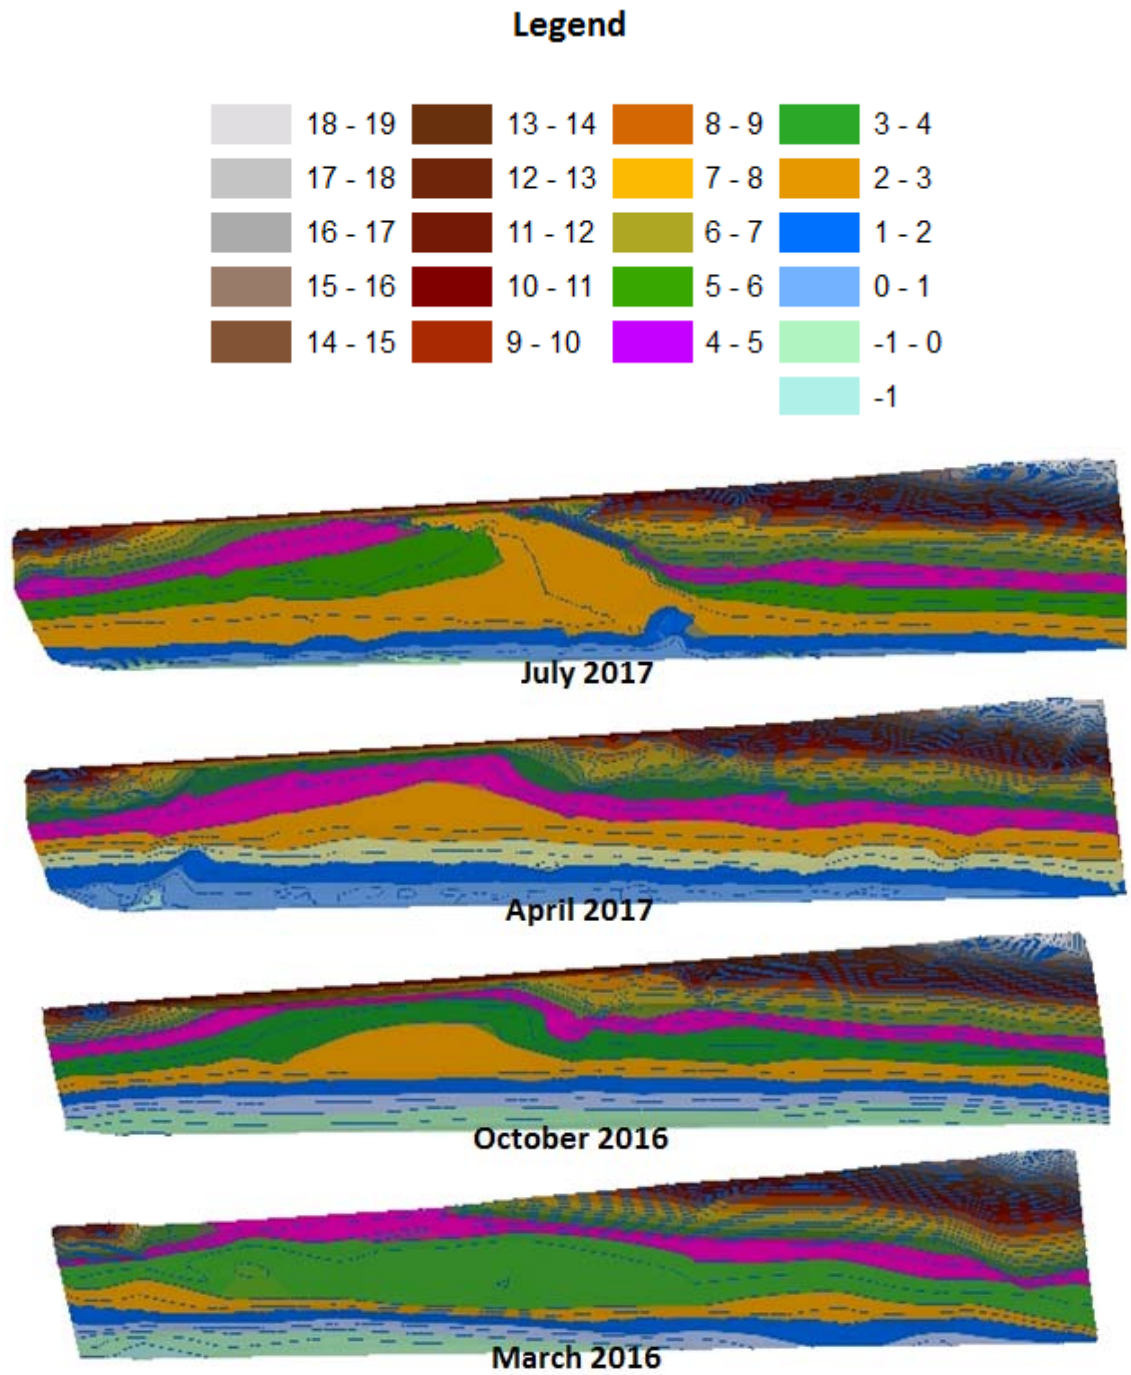 Legend
18 - 19 13 - 14 8 - 9 3 - 4
17 - 18 12 - 13 7 - 8 2 - 3
16 - 17 11 - 12 6 - 7 1 - 2
15 - 16 10 - 11 5 - 6 0 - 1
14 - 15 9 - 10 4 - 5 -1 - 0
-1
July 2017
April 2017
October 2016
March 2016